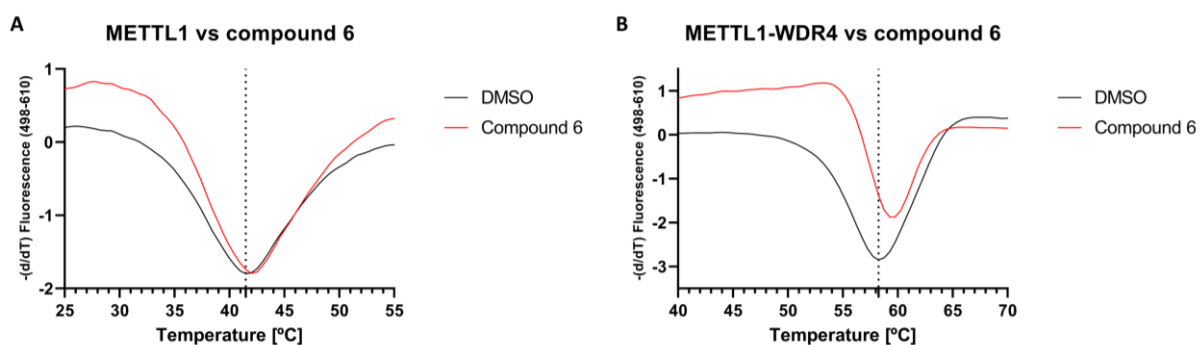 A
METTL1 vs compound 6
-(d/dT) Fluorescence (498-610)
1
0
-1
-2
25 30 35 40 45 50 55
Temperature [ºC]
DMSO
Compound 6
B
METTL1-WDR4 vs compound 6
-(d/dT) Fluorescence (498-610)
1
0
-1
-2
-3
40 45 50 55 60 65 70
Temperature [ºC]
DMSO
Compound 6